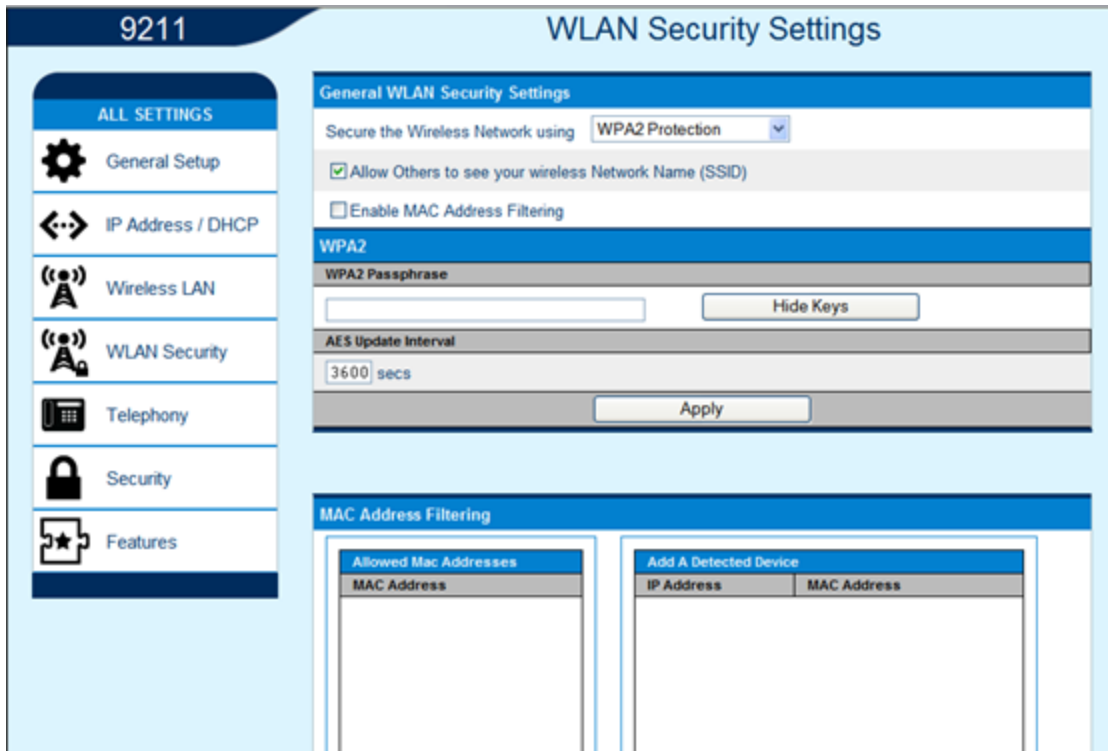 9211
WLAN Security Settings
ALL SETTINGS
General Setup
IP Address / DHCP
Wireless LAN
WLAN Security
Telephony
Security
Features
General WLAN Security Settings
Secure the Wireless Network using WPA2 Protection
Allow Others to see your wireless Network Name (SSID)
Enable MAC Address Filtering
WPA2
WPA2 Passphrase
Hide Keys
AES Update Interval
3600 secs
Apply
MAC Address Filtering
Allowed Mac Addresses
MAC Address
Add A Detected Device
IP Address MAC Address